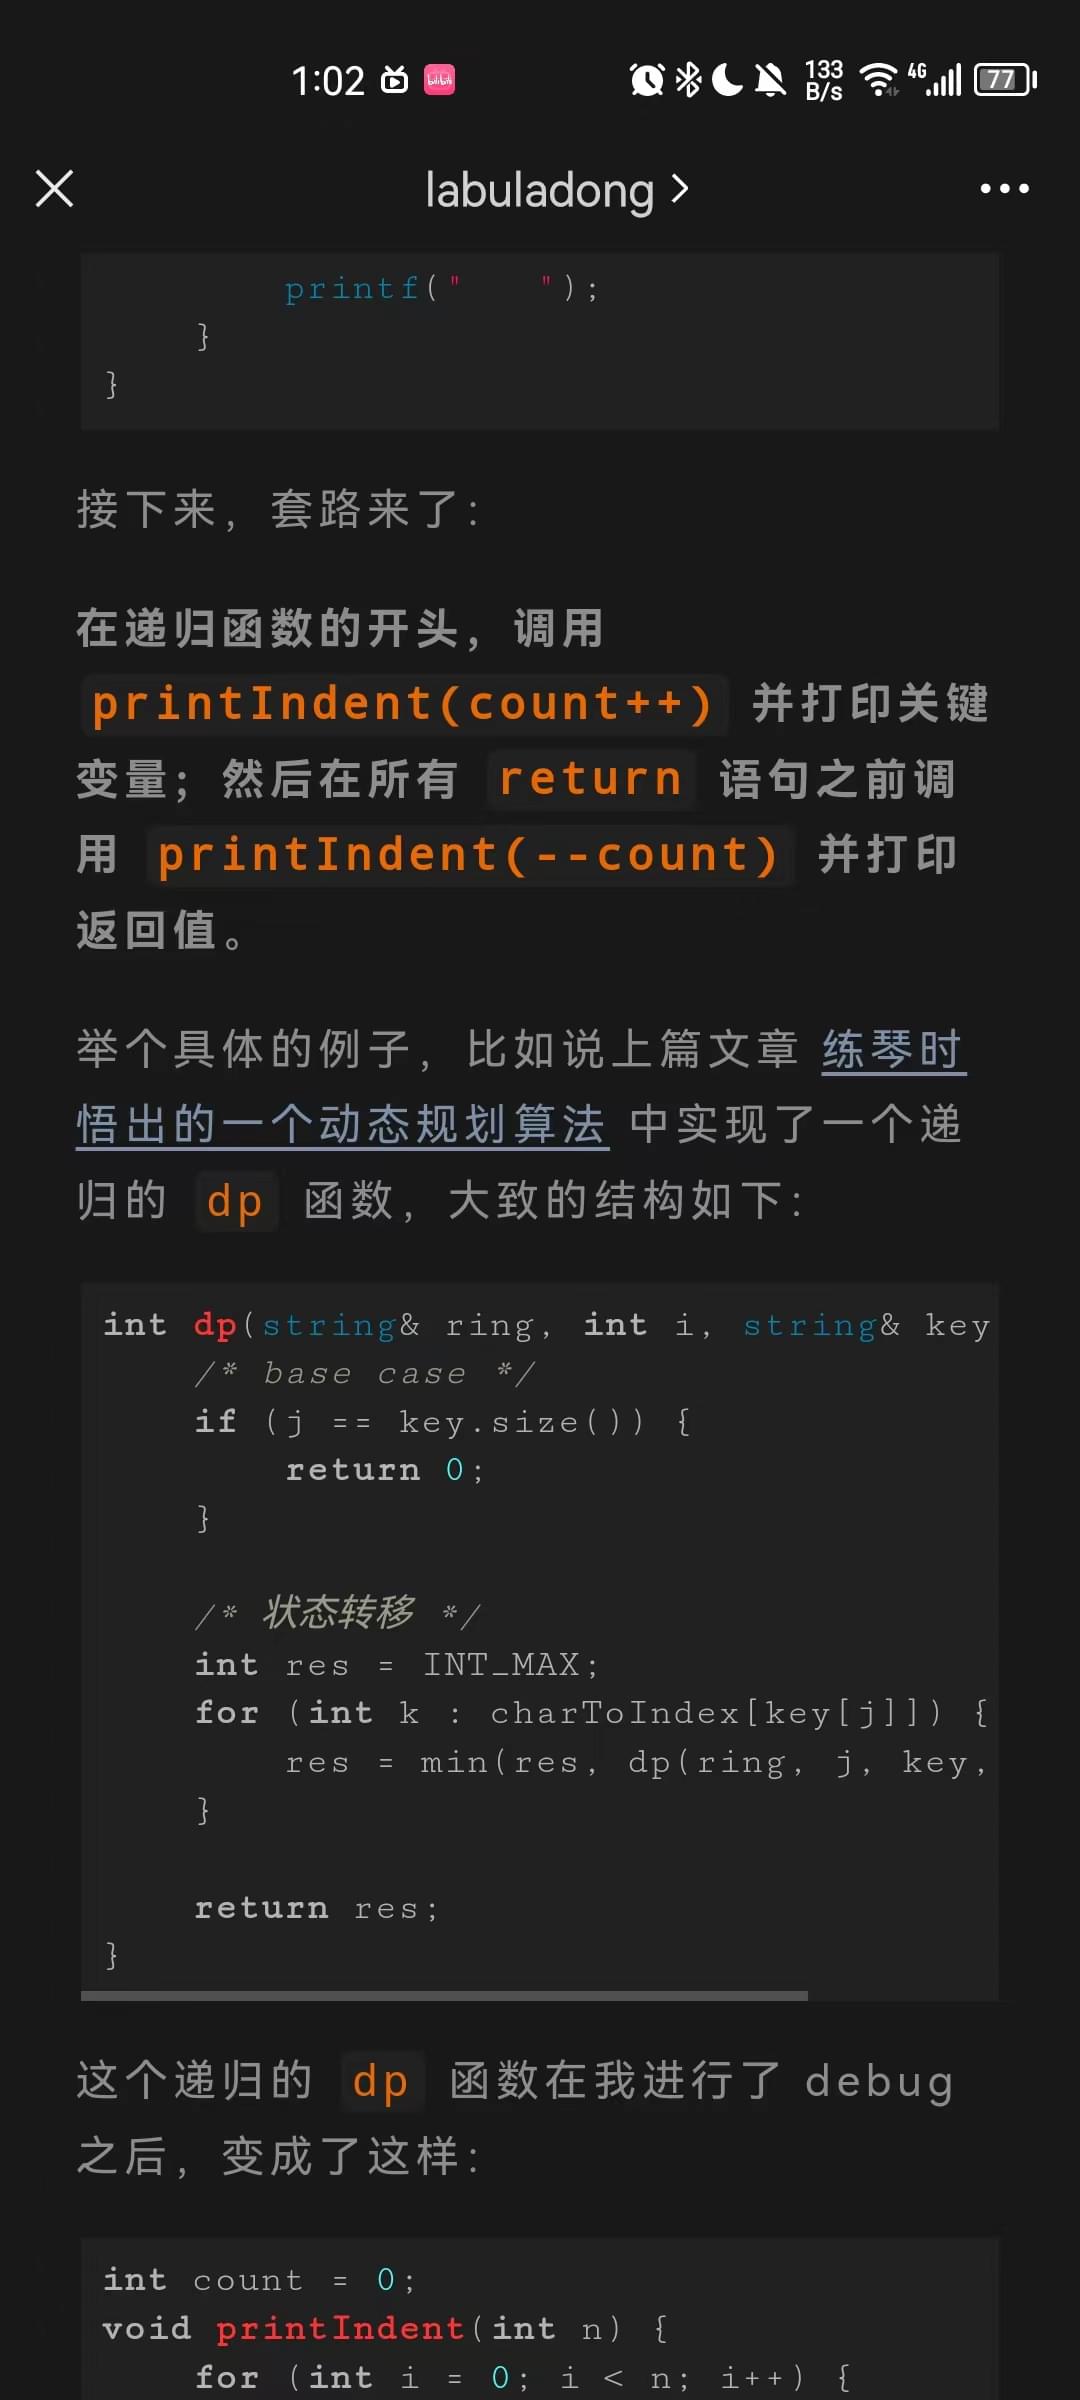 1:02 bilibili 133 B/s 4G 77
labuladong >
printf("    ");
}
}
接下来，套路来了：
在递归函数的开头，调用
printIndent(count++) 并打印关键
变量；然后在所有 return 语句之前调
用 printIndent(--count) 并打印
返回值。
举个具体的例子，比如说上篇文章 练琴时
悟出的一个动态规划算法 中实现了一个递
归的 dp 函数，大致的结构如下：
int dp(string& ring, int i, string& key
/* base case */
if (j == key.size()) {
return 0;
}
/* 状态转移 */
int res = INT_MAX;
for (int k : charToIndex[key[j]]) {
res = min(res, dp(ring, j, key,
}
return res;
}
这个递归的 dp 函数在我进行了 debug
之后，变成了这样：
int count = 0;
void printIndent(int n) {
for (int i = 0; i < n; i++) {